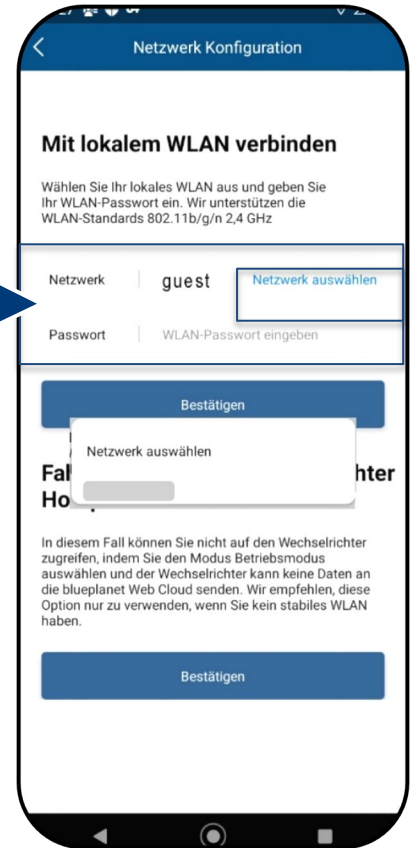 27
Netzwerk Konfiguration
Mit lokalem WLAN verbinden
Wählen Sie Ihr lokales WLAN aus und geben Sie
Ihr WLAN-Passwort ein. Wir unterstützen die
WLAN-Standards 802.11b/g/n 2,4 GHz
Netzwerk guest Netzwerk auswählen
Passwort WLAN-Passwort eingeben
Bestätigen
Netzwerk auswählen
In diesem Fall können Sie nicht auf den Wechselrichter
zugreifen, indem Sie den Modus Betriebsmodus
auswählen und der Wechselrichter kann keine Daten an
die blueplanet Web Cloud senden. Wir empfehlen, diese
Option nur zu verwenden, wenn Sie kein stabiles WLAN
haben.
Bestätigen